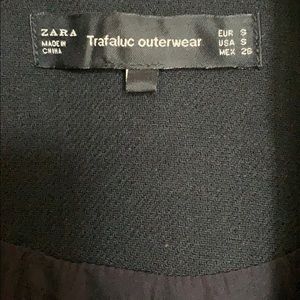 ZARA
MADE IN
CHINA
Trafaluc outerwear
EUR S
USA S
MEX 26